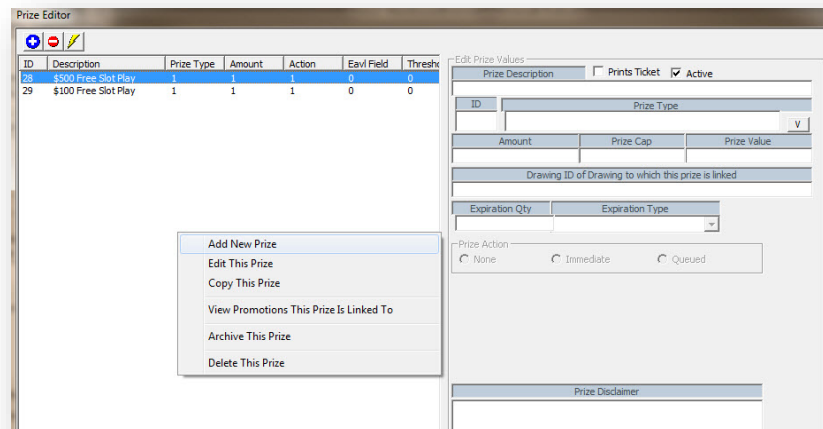 Prize Editor
ID Description Prize Type Amount Action Eavl Field Thresho
28 $500 Free Slot Play 1 1 1 0 0
29 $100 Free Slot Play 1 1 1 0 0
Edit Prize Values
Prize Description Prints Ticket Active
ID Prize Type
V
Amount Prize Cap Prize Value
Drawing ID of Drawing to which this prize is linked
Expiration Qty Expiration Type
Prize Action
None Immediate Queued
Add New Prize
Edit This Prize
Copy This Prize
View Promotions This Prize Is Linked To
Archive This Prize
Delete This Prize
Prize Disclaimer